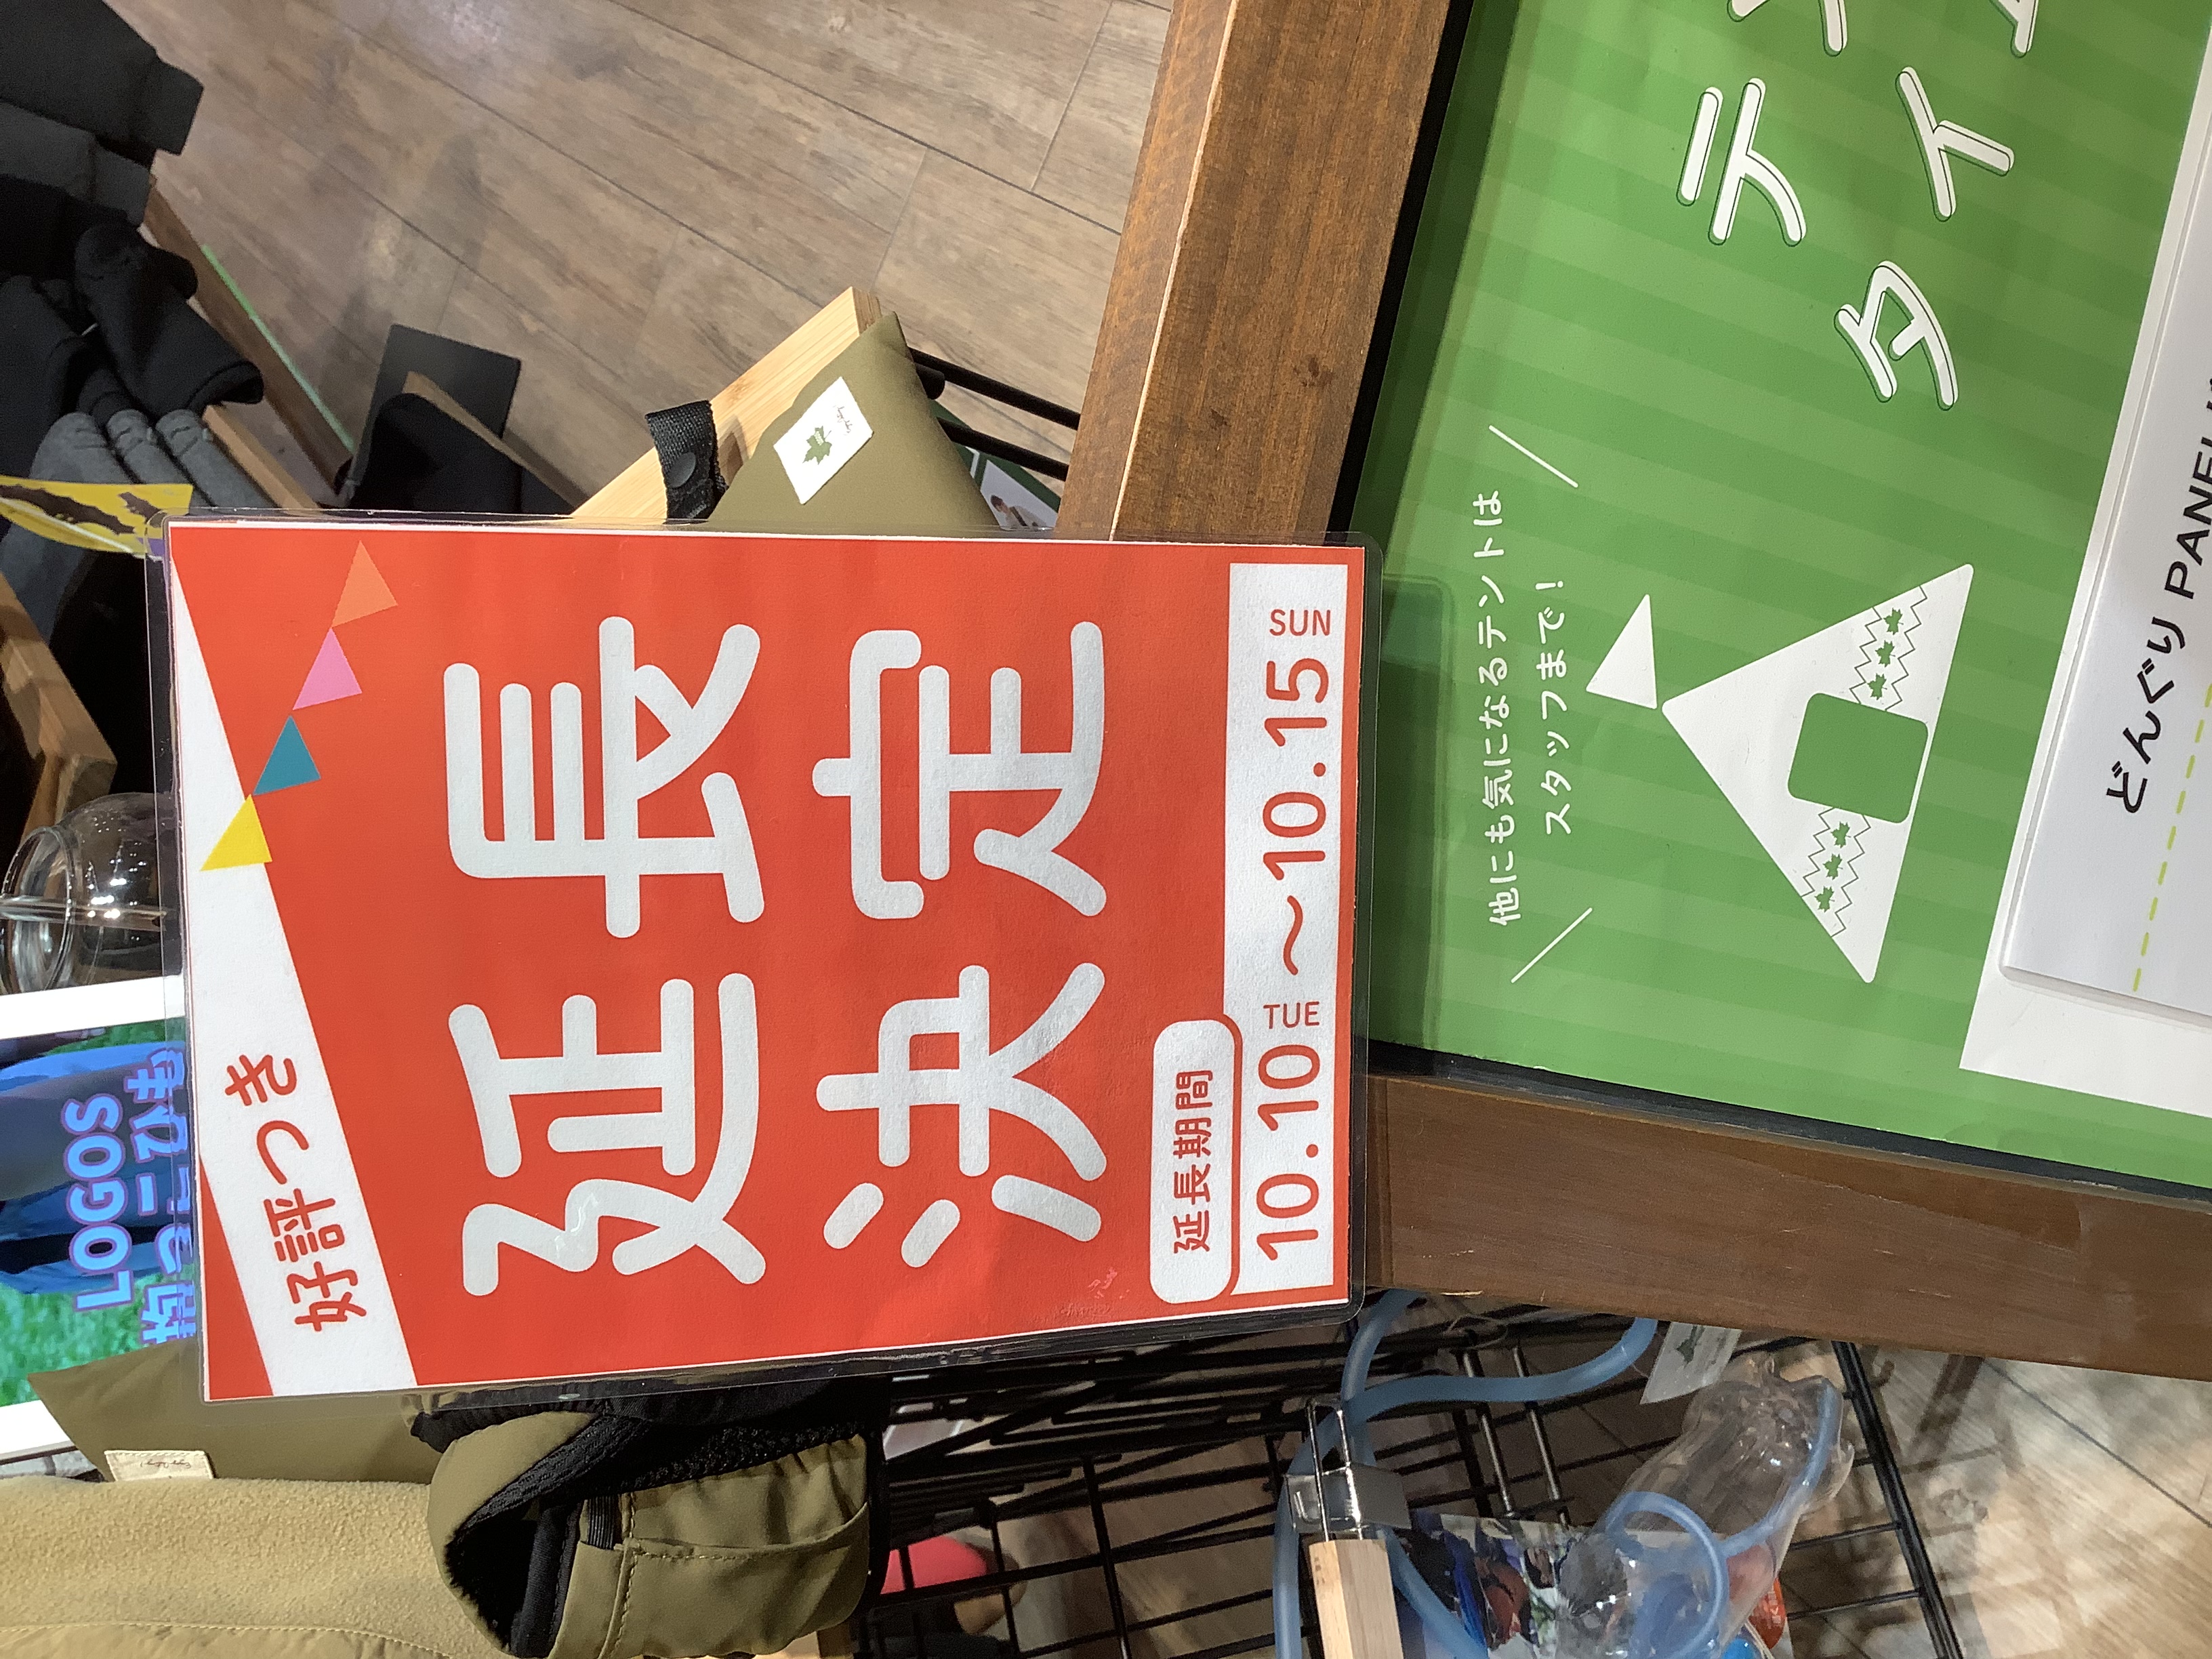 好評につき
延長
決定
延長期間
10.10 TUE ～10.15 SUN
他にも気になるテントは
スタッフまで！
タイ
どんぐり PANEL
LOGOS